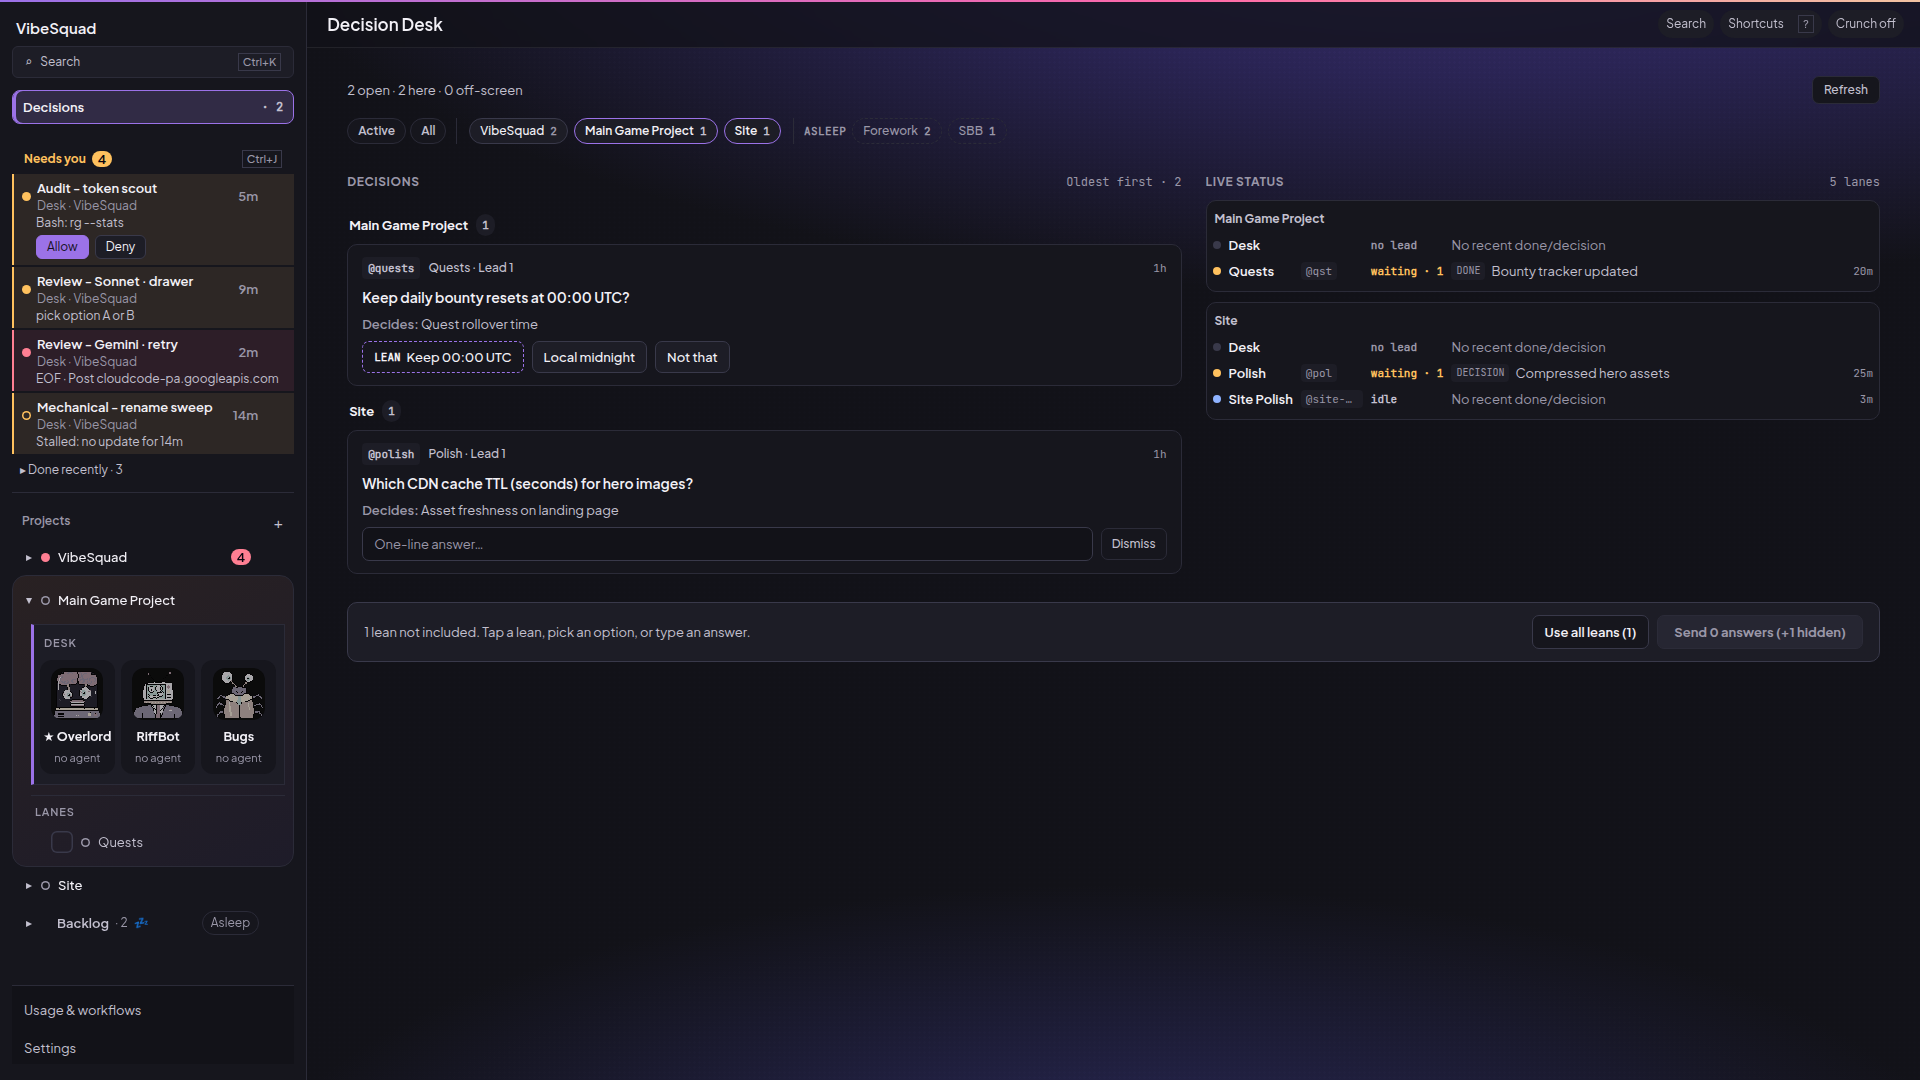 VibeSquad
Search Ctrl+K
Decisions · 2
Needs you 4 Ctrl+J
Audit – token scout 5m
Desk · VibeSquad
Bash: rg --stats
Allow Deny
Review – Sonnet · drawer 9m
Desk · VibeSquad
pick option A or B
Review – Gemini · retry 2m
Desk · VibeSquad
EOF · Post cloudcode-pa.googleapis.com
Mechanical – rename sweep 14m
Desk · VibeSquad
Stalled: no update for 14m
▸ Done recently · 3
Projects +
▸ VibeSquad 4
▾ Main Game Project
DESK
★ Overlord RiffBot Bugs
no agent no agent no agent
LANES
Quests
▸ Site
▸ Backlog · 2 💤 Asleep
Usage & workflows
Settings
Decision Desk Search Shortcuts ? Crunch off
2 open · 2 here · 0 off-screen Refresh
Active All VibeSquad 2 Main Game Project 1 Site 1 ASLEEP Forework 2 SBB 1
DECISIONS Oldest first · 2
Main Game Project 1
@quests Quests · Lead 1 1h
Keep daily bounty resets at 00:00 UTC?
Decides: Quest rollover time
LEAN Keep 00:00 UTC Local midnight Not that
Site 1
@polish Polish · Lead 1 1h
Which CDN cache TTL (seconds) for hero images?
Decides: Asset freshness on landing page
One-line answer… Dismiss
LIVE STATUS 5 lanes
Main Game Project
Desk no lead No recent done/decision
Quests @qst waiting · 1 DONE Bounty tracker updated 20m
Site
Desk no lead No recent done/decision
Polish @pol waiting · 1 DECISION Compressed hero assets 25m
Site Polish @site-… idle No recent done/decision 3m
1 lean not included. Tap a lean, pick an option, or type an answer. Use all leans (1) Send 0 answers (+1 hidden)